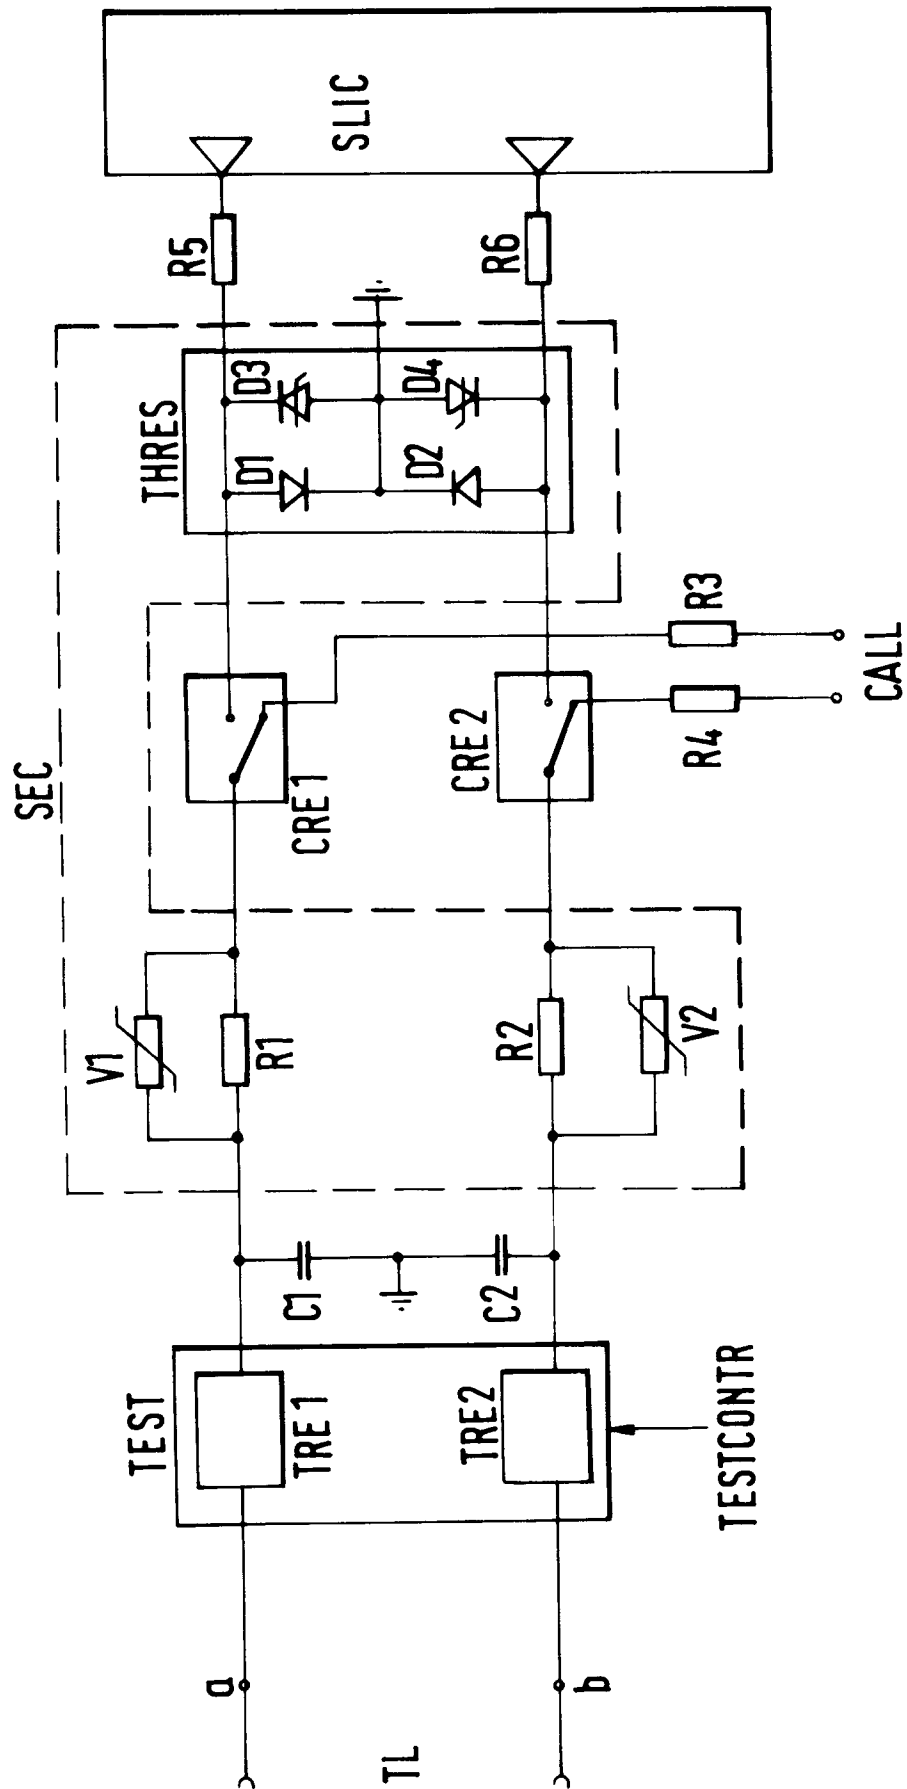 SEC
V1
R1
THRES
D1
D3
D2
D4
R5
R6
SLIC
CRE1
CRE2
R2
V2
R3
R4
CALL
TEST
TRE1
TRE2
C1
C2
TESTCONTR
a
b
TL